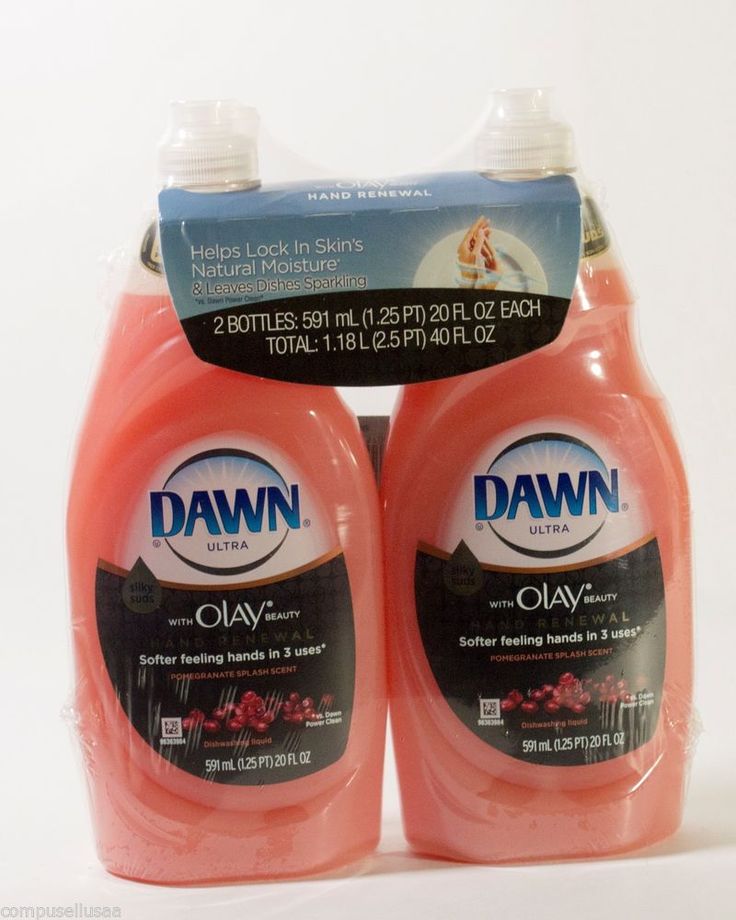 OLAY
HAND RENEWAL
Helps Lock In Skin's
Natural Moisture*
& Leaves Dishes Sparkling
*vs. Dawn Power Clean
2 BOTTLES: 591 mL (1.25 PT) 20 FL OZ EACH
TOTAL: 1.18 L (2.5 PT) 40 FL OZ
DAWN®
ULTRA
silky
suds
WITH OLAY® BEAUTY
HAND RENEWAL
Softer feeling hands in 3 uses*
POMEGRANATE SPLASH SCENT
*vs. Dawn
Power Clean
98383984
Dishwashing liquid
591 mL (1.25 PT) 20 FL OZ
DAWN®
ULTRA
silky
suds
WITH OLAY® BEAUTY
HAND RENEWAL
Softer feeling hands in 3 uses*
POMEGRANATE SPLASH SCENT
*vs. Dawn
Power Clean
98383984
Dishwashing liquid
591 mL (1.25 PT) 20 FL OZ
compusellusaa